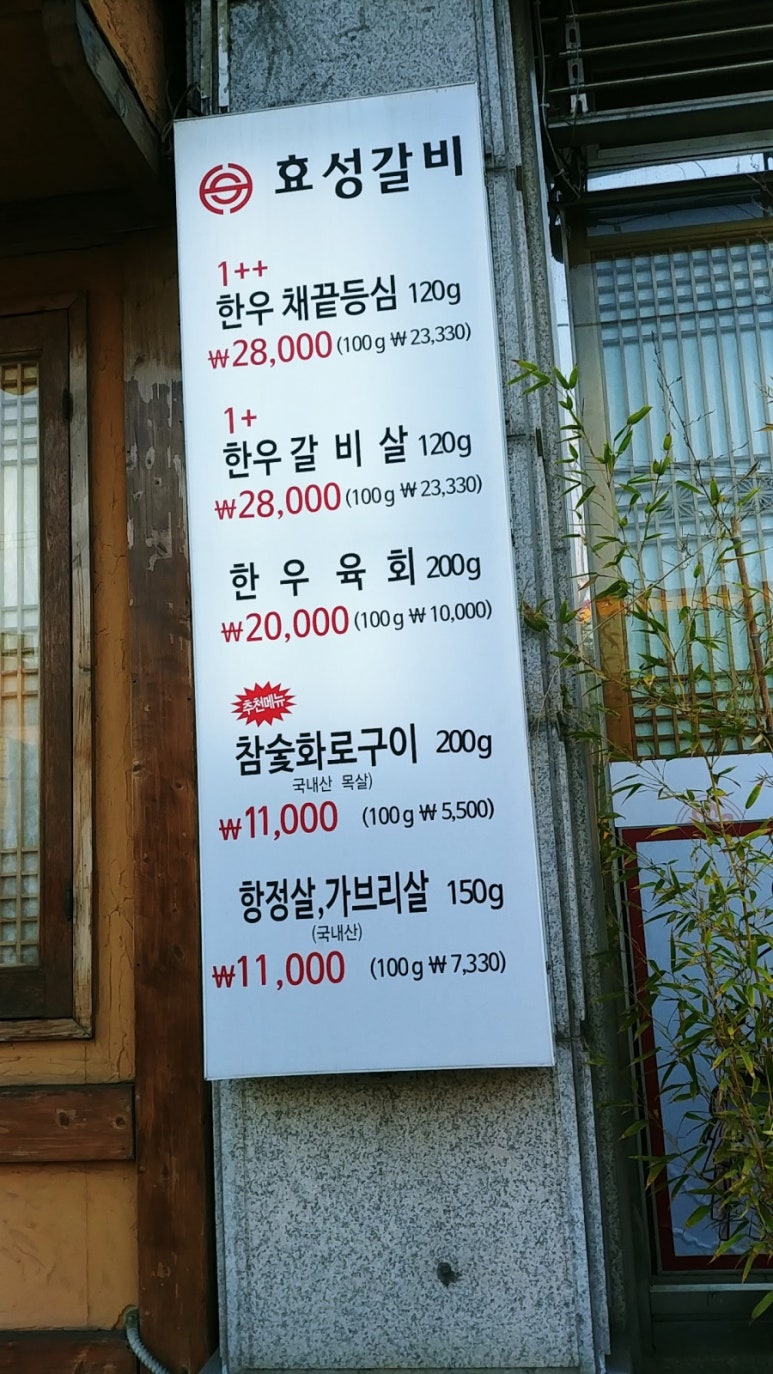 효성갈비
1++
한우 채끝등심 120g
₩28,000 (100g ₩23,330)
1+
한우 갈비살 120g
₩28,000 (100g ₩23,330)
한우육회 200g
₩20,000 (100g ₩10,000)
추천메뉴
참숯화로구이 200g
국내산 목살)
₩11,000 (100g ₩5,500)
항정살,가브리살 150g
(국내산)
₩11,000 (100g ₩7,330)